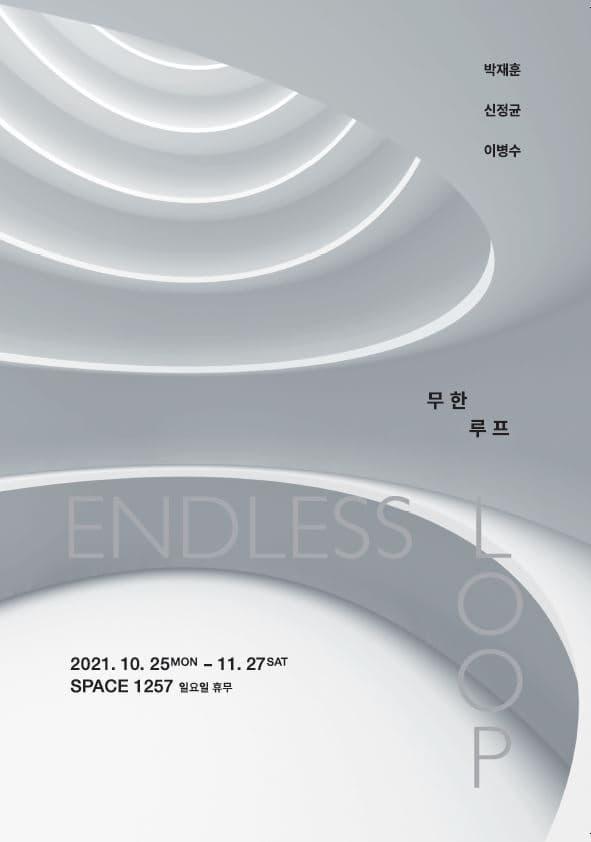 박재훈
신정균
이병수
무한
루프
ENDLESS LOOP
2021. 10. 25MON – 11. 27SAT
SPACE 1257 일요일 휴무